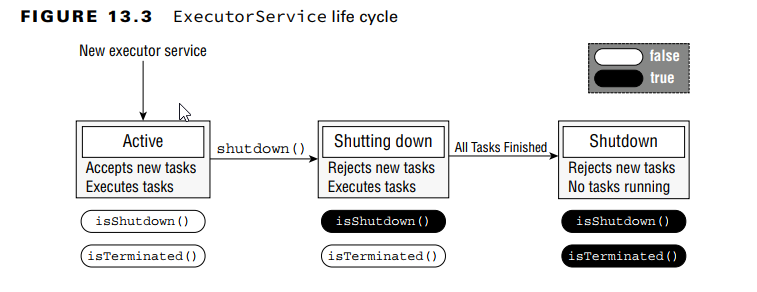 FIGURE 13.3 ExecutorService life cycle
New executor service
false
true
Active
Accepts new tasks
Executes tasks
shutdown()
Shutting down
Rejects new tasks
Executes tasks
All Tasks Finished
Shutdown
Rejects new tasks
No tasks running
isShutdown()
isShutdown()
isShutdown()
isTerminated()
isTerminated()
isTerminated()